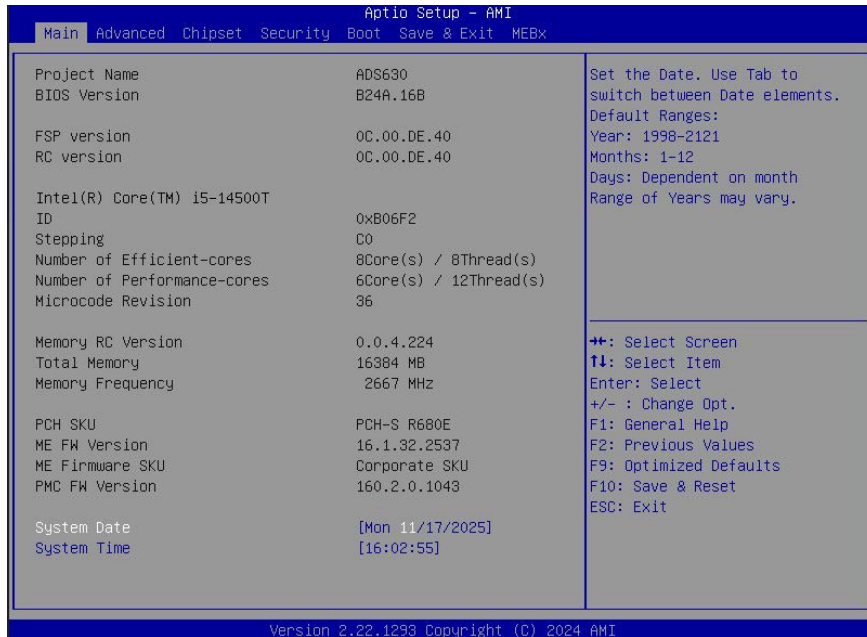 Aptio Setup - AMI
Main Advanced Chipset Security Boot Save & Exit MEBx
Project Name ADS630
BIOS Version B24A.16B
FSP version 0C.00.DE.40
RC version 0C.00.DE.40
Intel(R) Core(TM) i5-14500T
ID 0xB06F2
Stepping C0
Number of Efficient-cores 8Core(s) / 8Thread(s)
Number of Performance-cores 6Core(s) / 12Thread(s)
Microcode Revision 36
Memory RC Version 0.0.4.224
Total Memory 16384 MB
Memory Frequency 2667 MHz
PCH SKU PCH-S R680E
ME FW Version 16.1.32.2537
ME Firmware SKU Corporate SKU
PMC FW Version 160.2.0.1043
System Date [Mon 11/17/2025]
System Time [16:02:55]
Set the Date. Use Tab to
switch between Date elements.
Default Ranges:
Year: 1998-2121
Months: 1-12
Days: Dependent on month
Range of Years may vary.
→←: Select Screen
↑↓: Select Item
Enter: Select
+/- : Change Opt.
F1: General Help
F2: Previous Values
F9: Optimized Defaults
F10: Save & Reset
ESC: Exit
Version 2.22.1293 Copyright (C) 2024 AMI